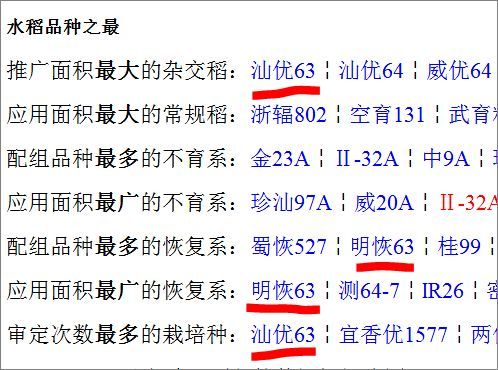 水稻品种之最
推广面积最大的杂交稻：汕优63 ¦ 汕优64 ¦ 威优64
应用面积最大的常规稻：浙辐802 ¦ 空育131 ¦ 武育
配组品种最多的不育系：金23A ¦ Ⅱ-32A ¦ 中9A ¦
应用面积最广的不育系：珍汕97A ¦ 威20A ¦ Ⅱ-32A
配组品种最多的恢复系：蜀恢527 ¦ 明恢63 ¦ 桂99 ¦
应用面积最广的恢复系：明恢63 ¦ 测64-7 ¦ IR26 ¦
审定次数最多的栽培种：汕优63 ¦ 宜香优1577 ¦ 两优